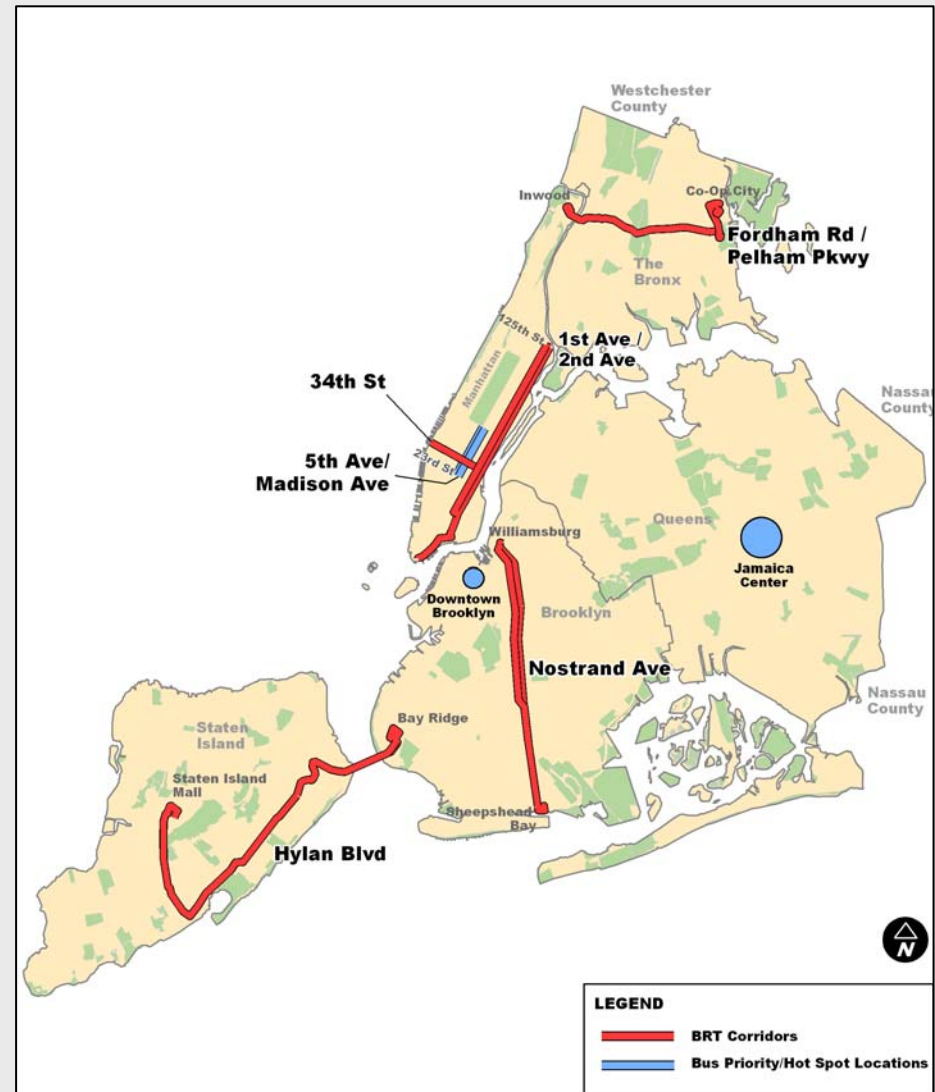 Westchester
County
Inwood
Co-Op City
Fordham Rd /
Pelham Pkwy
The
Bronx
125th St
1st Ave /
2nd Ave
Manhattan
34th St
Nassau
County
5th Ave/
Madison Ave
23rd St
Williamsburg
Queens
Jamaica
Center
Downtown
Brooklyn
Brooklyn
Nostrand Ave
Nassau
County
Bay Ridge
Staten
Island
Staten Island
Mall
Sheepshead
Bay
Hylan Blvd
N
LEGEND
BRT Corridors
Bus Priority/Hot Spot Locations